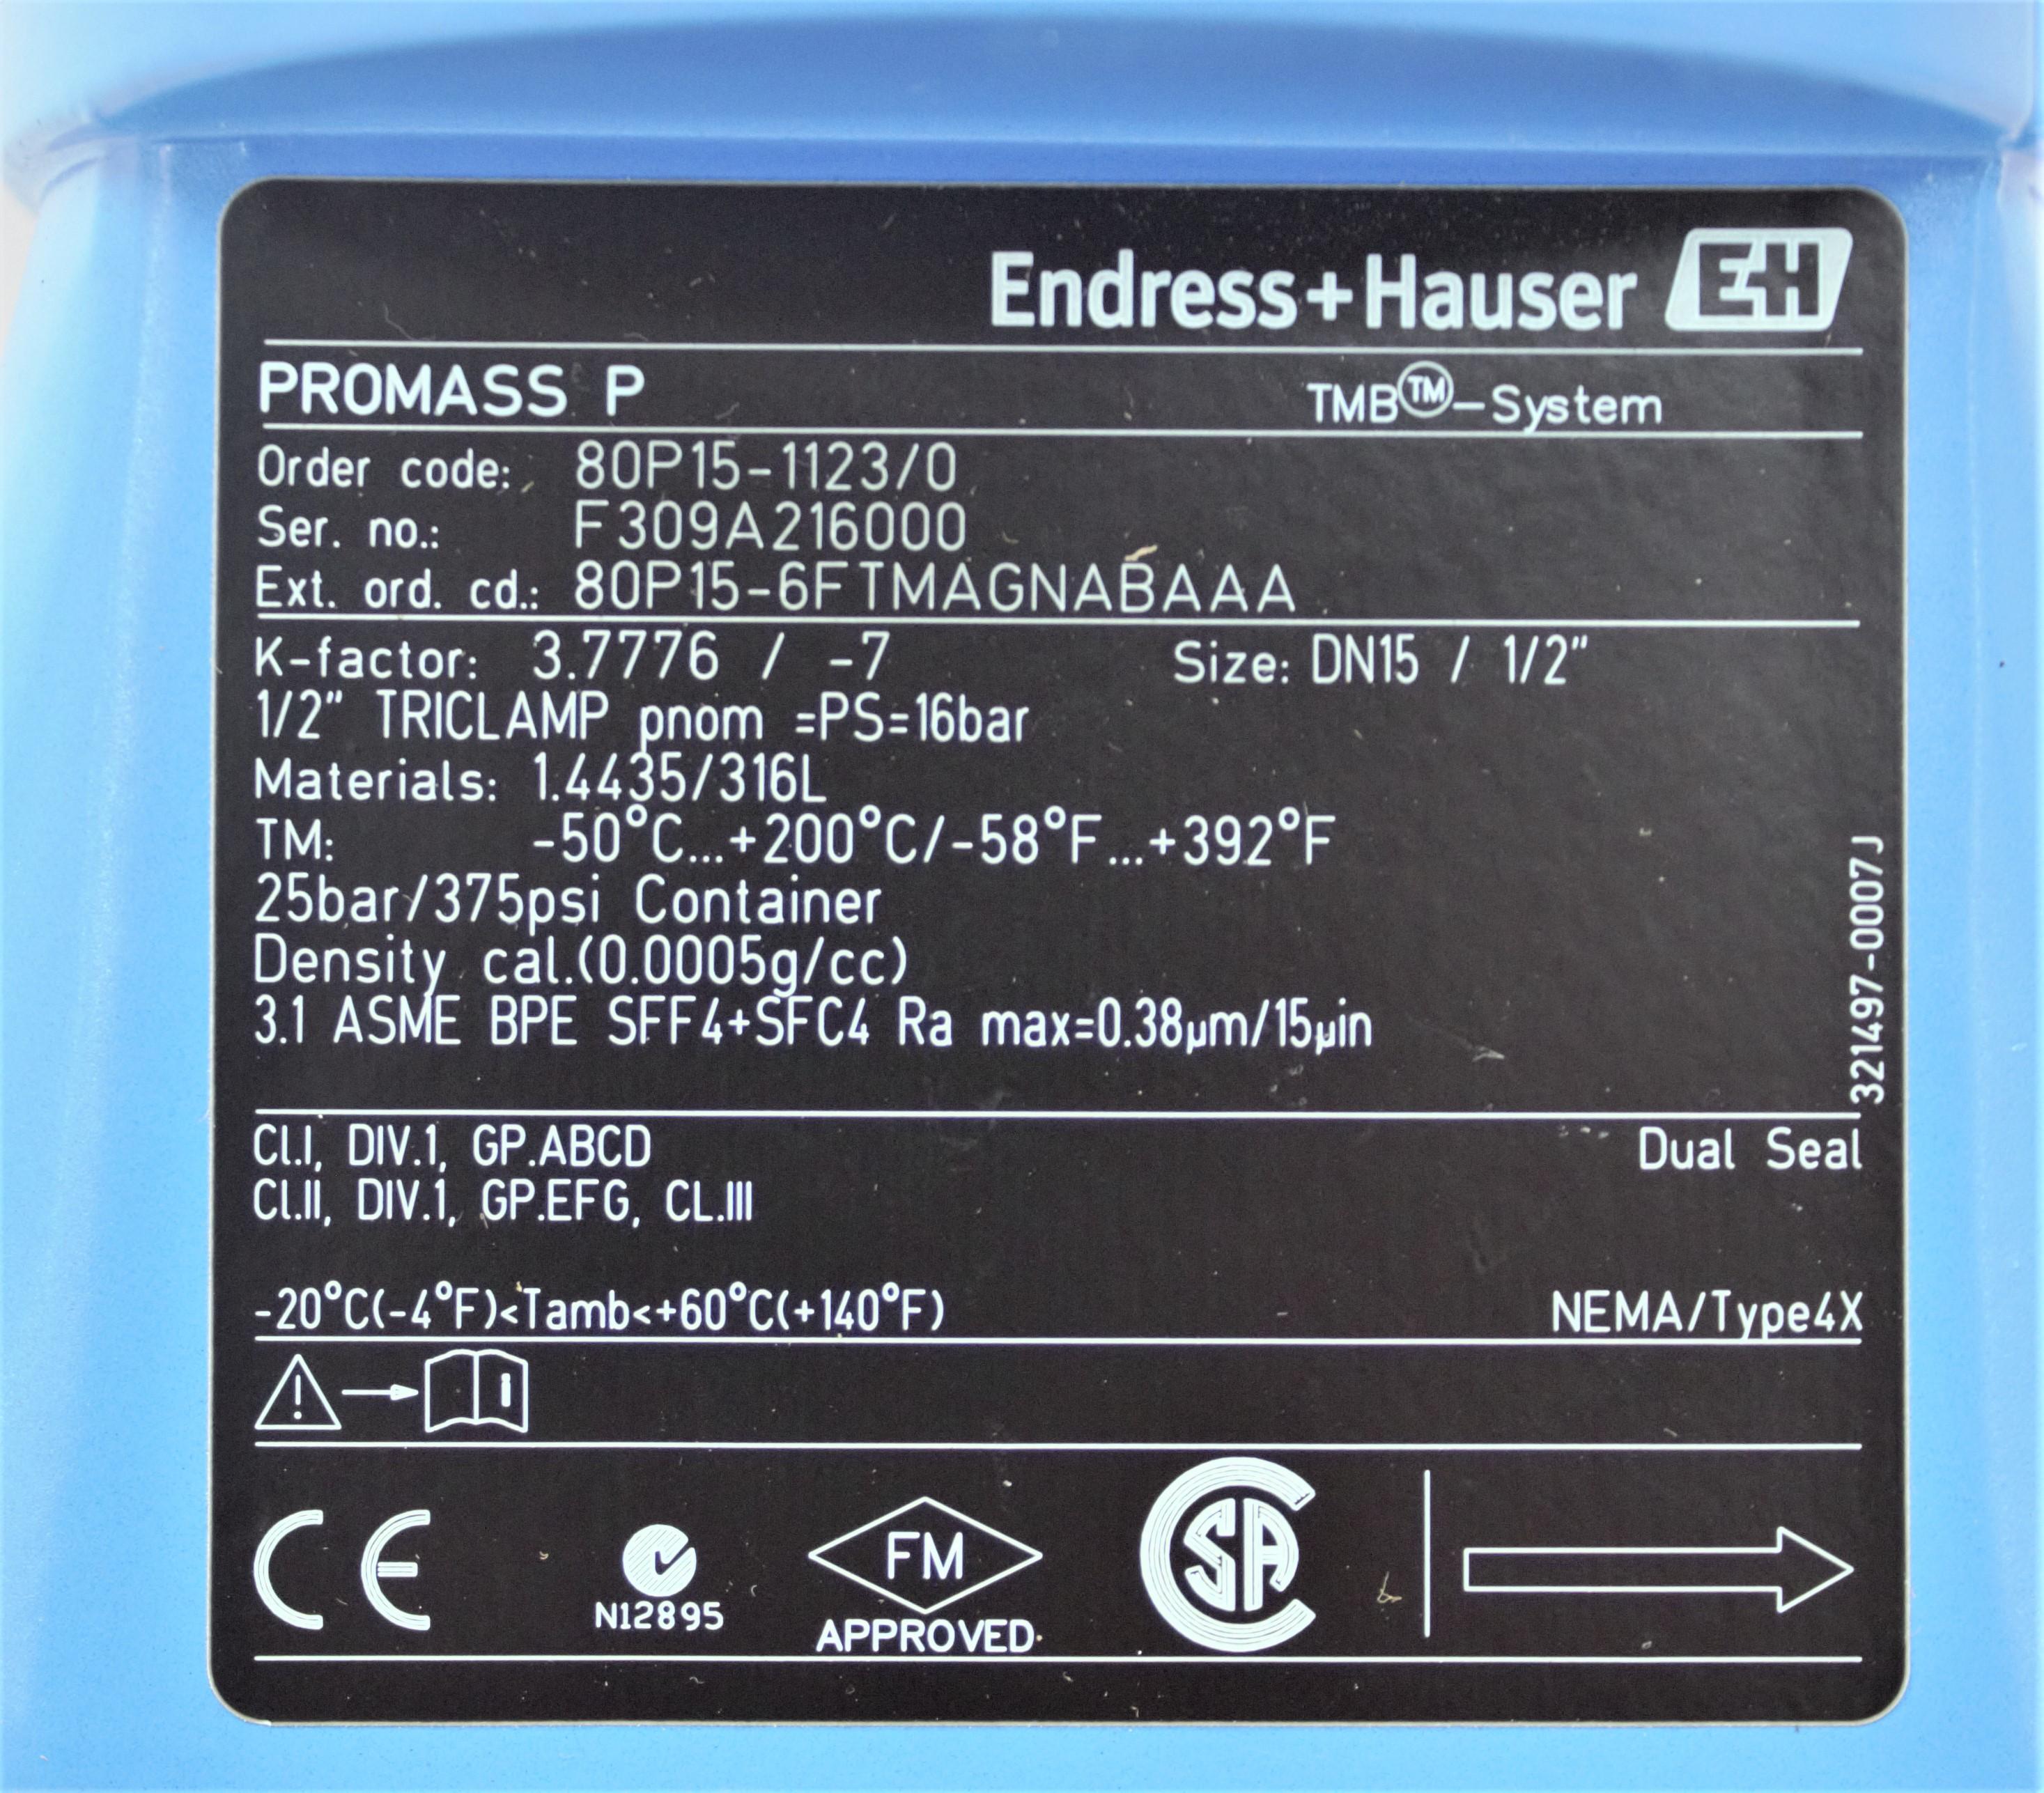 Endress+Hauser EH
PROMASS P TMB™-System
Order code: 80P15-1123/0
Ser. no.: F309A216000
Ext. ord. cd.: 80P15-6FTMAGNABAAA
K-factor: 3.7776 / -7 Size: DN15 / 1/2"
1/2" TRICLAMP pnom =PS=16bar
Materials: 1.4435/316L
TM: -50°C...+200°C/-58°F...+392°F
25bar/375psi Container
Density cal.(0.0005g/cc)
3.1 ASME BPE SFF4+SFC4 Ra max=0.38µm/15µin
321497-0007J
Cl.I, DIV.1, GP.ABCD Dual Seal
Cl.II, DIV.1, GP.EFG, CL.III
-20°C(-4°F)<Tamb<+60°C(+140°F) NEMA/Type4X
i
CE
N12895
FM
APPROVED
CSA